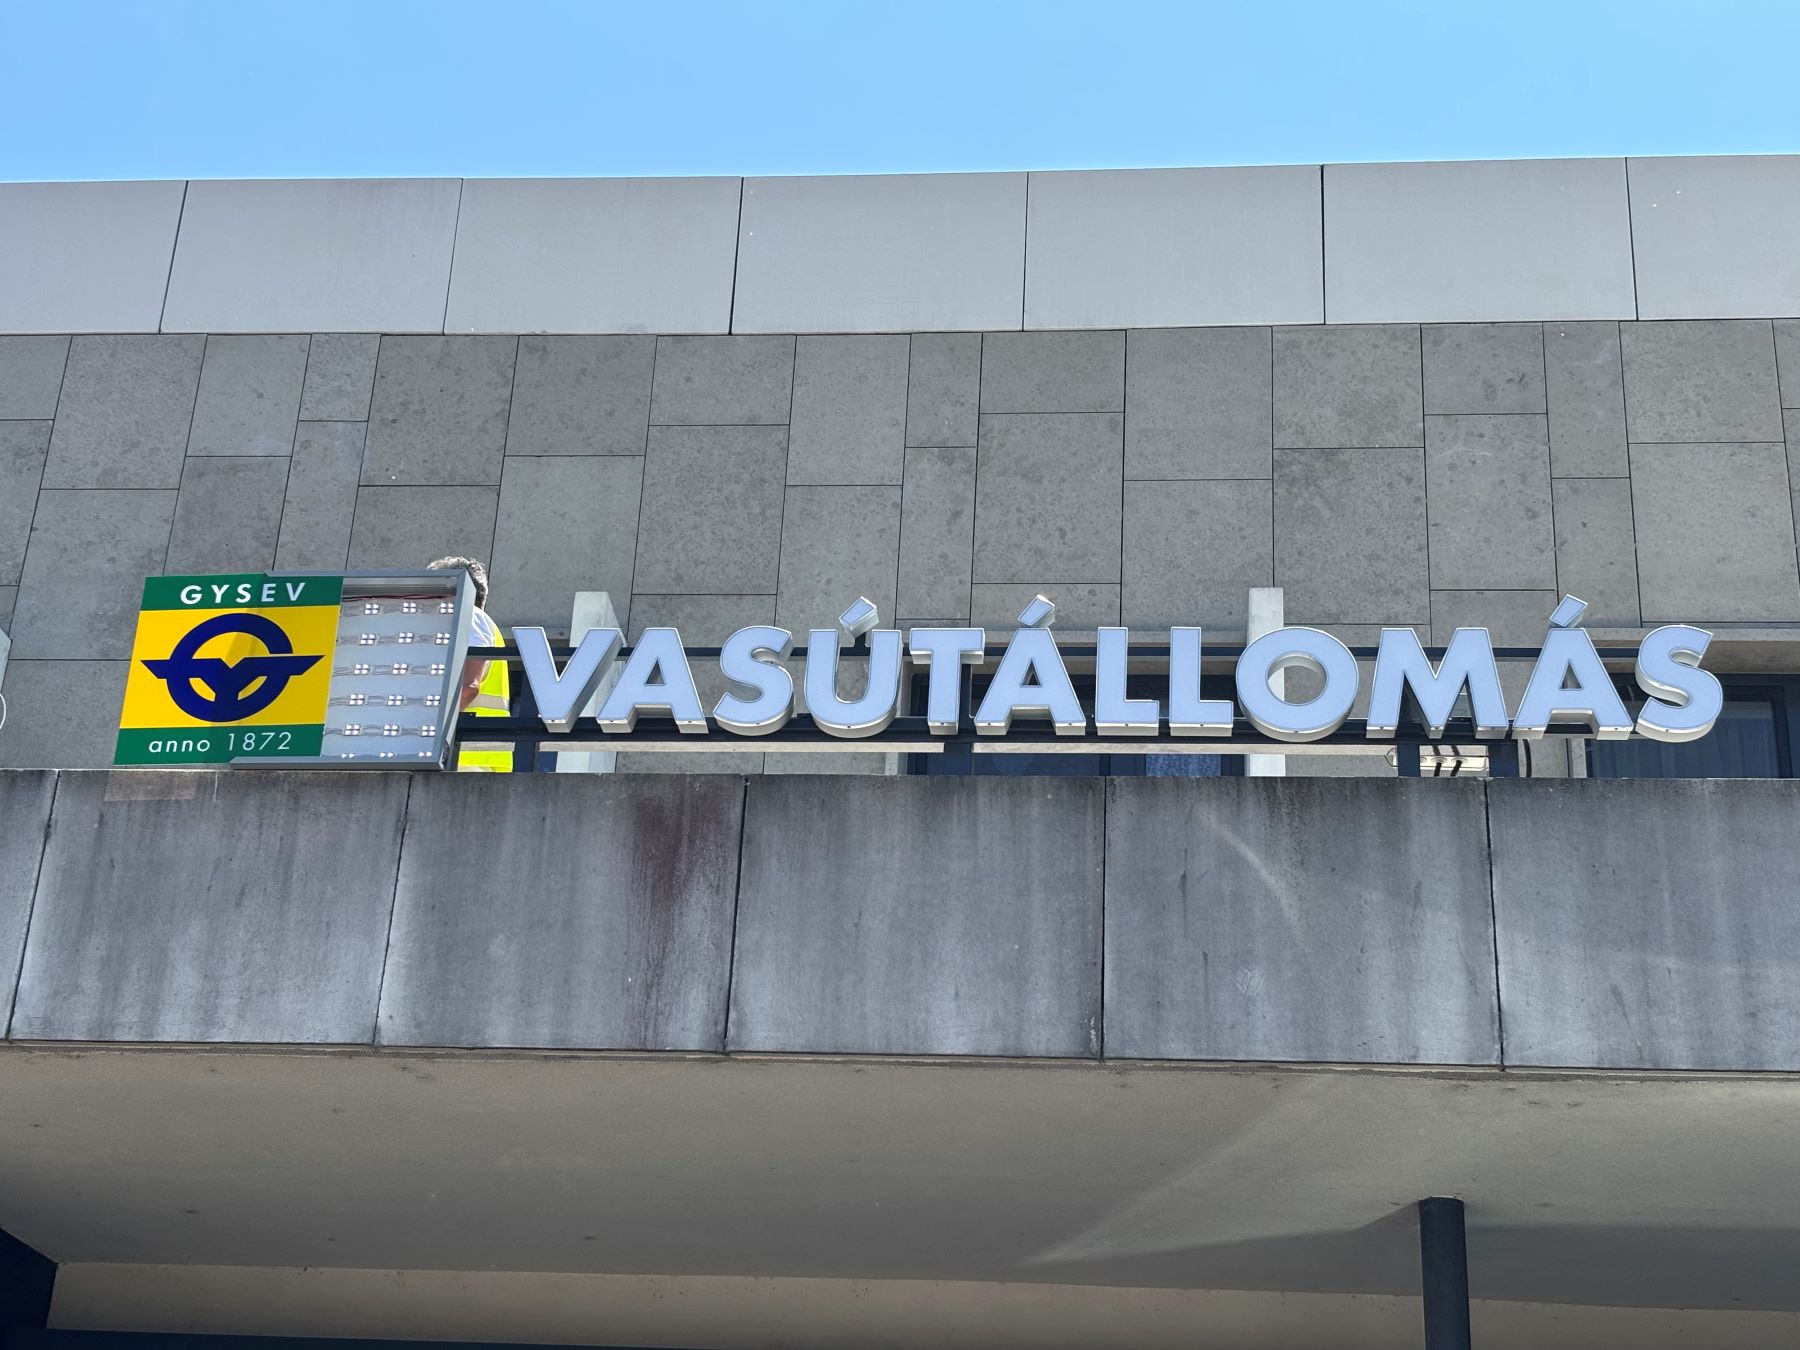 GYSEV
anno 1872
VASÚTÁLLOMÁS